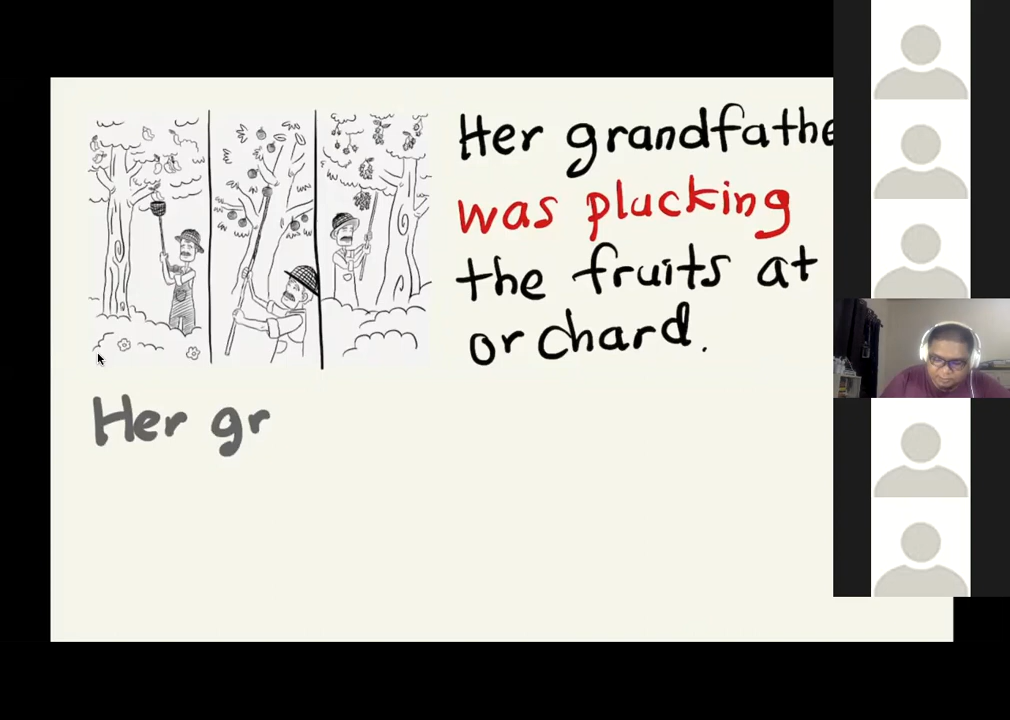 Her grandfathe
was plucking
the fruits at
orchard.
Her gr